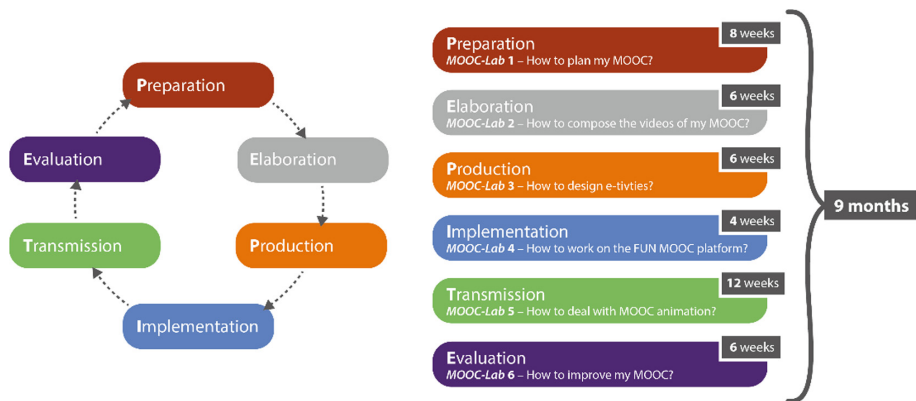 Preparation
Evaluation
Elaboration
Transmission
Production
Implementation
8 weeks
Preparation
MOOC-Lab 1 – How to plan my MOOC?
6 weeks
Elaboration
MOOC-Lab 2 – How to compose the videos of my MOOC?
6 weeks
Production
MOOC-Lab 3 – How to design e-tivties?
4 weeks
Implementation
MOOC-Lab 4 – How to work on the FUN MOOC platform?
12 weeks
Transmission
MOOC-Lab 5 – How to deal with MOOC animation?
6 weeks
Evaluation
MOOC-Lab 6 – How to improve my MOOC?
9 months